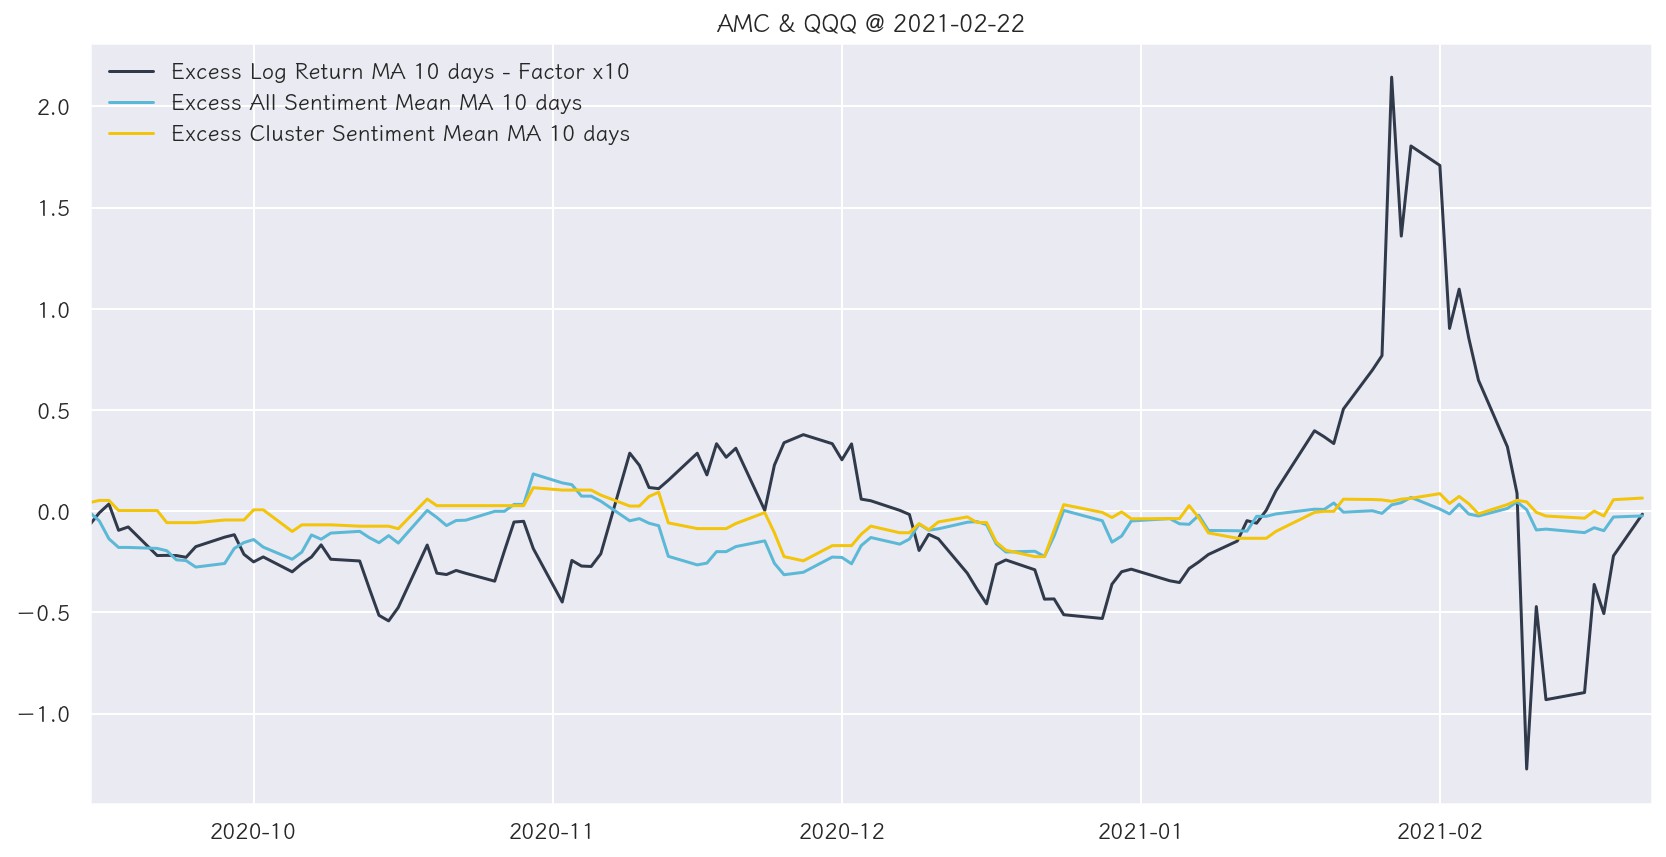 AMC & QQQ @ 2021-02-22
Excess Log Return MA 10 days - Factor x10
Excess All Sentiment Mean MA 10 days
Excess Cluster Sentiment Mean MA 10 days
2.0
1.5
1.0
0.5
0.0
−0.5
−1.0
2020-10 2020-11 2020-12 2021-01 2021-02